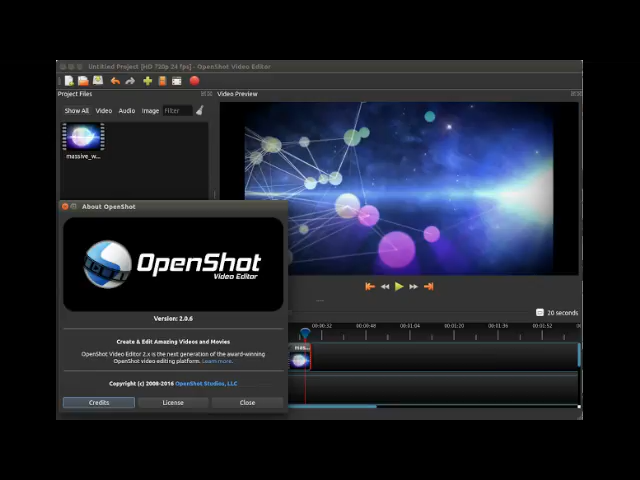 Untitled Project [HD 720p 24 fps] - OpenShot Video Editor
Project Files
Video Preview
Show All Video Audio Image Filter
massive_w...
About OpenShot
OpenShot
Video Editor
Version: 2.0.6
Create & Edit Amazing Videos and Movies
OpenShot Video Editor 2.x is the next generation of the award-winning
OpenShot video editing platform. Learn more.
Copyright (c) 2008-2016 OpenShot Studios, LLC
Credits License Close
20 seconds
00:00:32 00:00:48 00:01:04 00:01:20 00:01:36 00:01:52
mas...